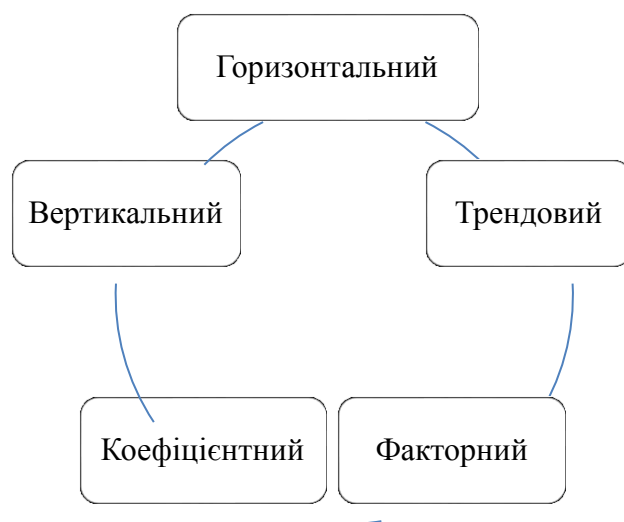 Горизонтальний
Вертикальний
Трендовий
Коефіцієнтний
Факторний